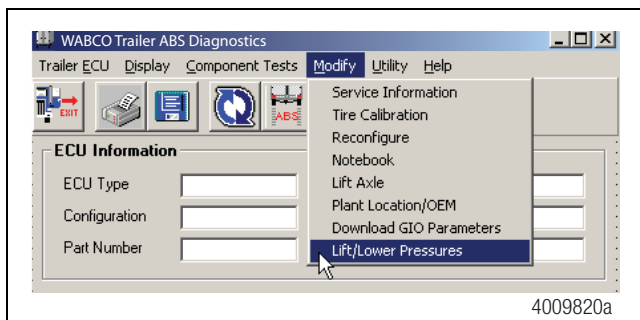 WABCO Trailer ABS Diagnostics
Trailer ECU Display Component Tests Modify Utility Help
EXIT
ABS
Service Information
Tire Calibration
Reconfigure
Notebook
Lift Axle
Plant Location/OEM
Download GIO Parameters
Lift/Lower Pressures
ECU Information
ECU Type
Configuration
Part Number
4009820a